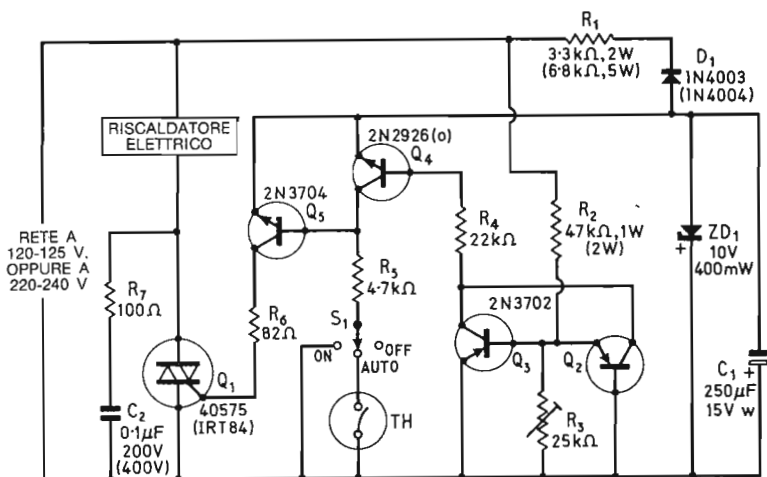 R1
3·3kΩ, 2W
(6·8kΩ, 5W)
D1
1N4003
(1N4004)
RISCALDATORE
ELETTRICO
2N2926(o)
Q4
2N3704
Q5
RETE A
120-125 V.
OPPURE A
220-240 V
R4
22kΩ
R2
47kΩ, 1W
(2W)
ZD1
10V
400mW
+
R5
4·7kΩ
R7
100Ω
R6
82Ω
2N3702
S1
ON
OFF
AUTO
Q3
Q2
Q1
40575
(IRT84)
C2
0·1µF
200V
(400V)
TH
R3
25kΩ
C1 +
250µF
15V w